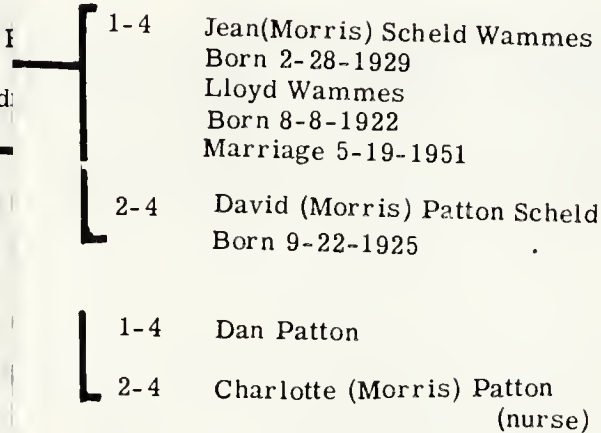 1-4 Jean(Morris) Scheld Wammes
Born 2-28-1929
Lloyd Wammes
Born 8-8-1922
Marriage 5-19-1951
2-4 David (Morris) Patton Scheld
Born 9-22-1925
1-4 Dan Patton
2-4 Charlotte (Morris) Patton
(nurse)